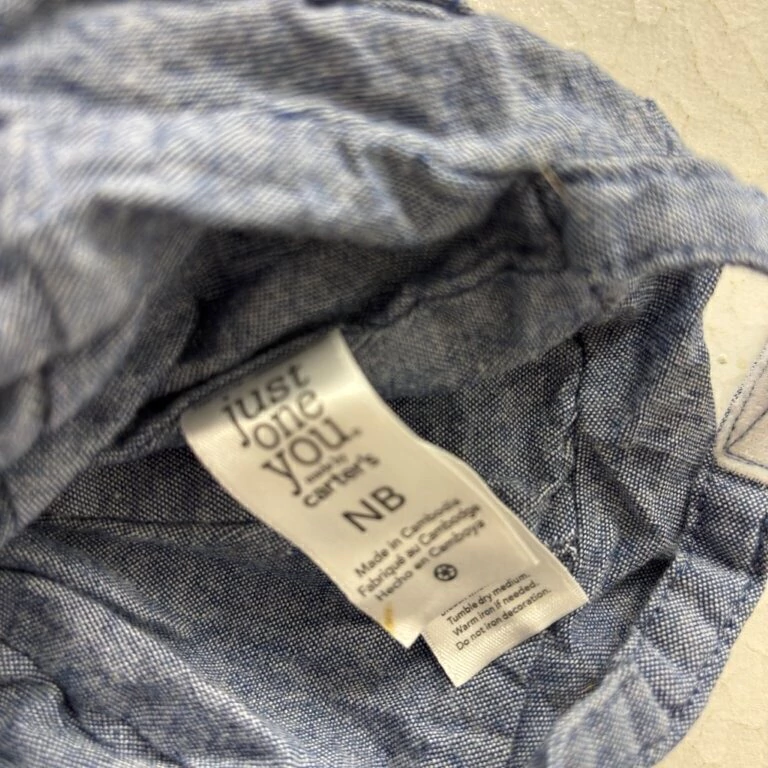 just
one
you.
made by
carter's
NB
Made in Cambodia
Fabriqué au Cambodge
Hecho en Camboya
Tumble dry medium.
Warm iron if needed.
Do not iron decoration.